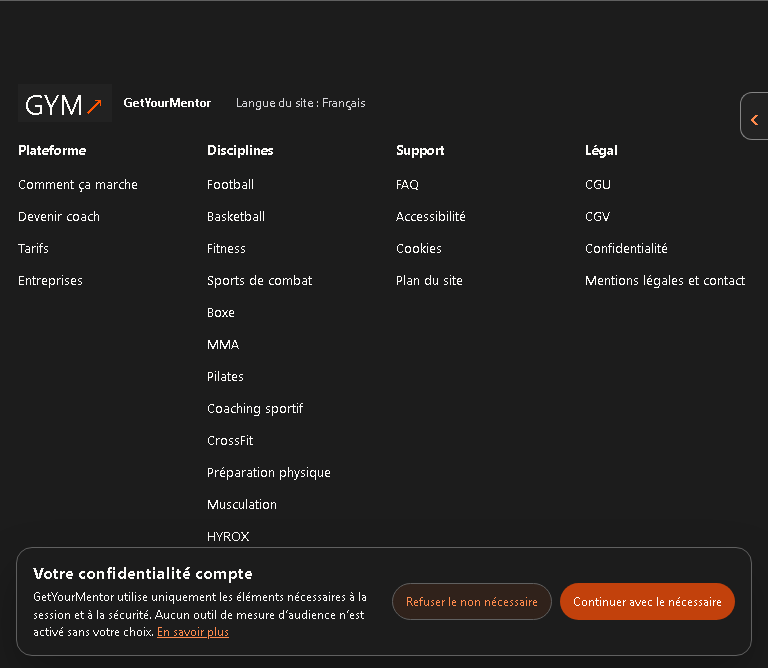 GYM
GetYourMentor
Langue du site : Français
Plateforme
Comment ça marche
Devenir coach
Tarifs
Entreprises
Disciplines
Football
Basketball
Fitness
Sports de combat
Boxe
MMA
Pilates
Coaching sportif
CrossFit
Préparation physique
Musculation
HYROX
Support
FAQ
Accessibilité
Cookies
Plan du site
Légal
CGU
CGV
Confidentialité
Mentions légales et contact
Votre confidentialité compte
GetYourMentor utilise uniquement les éléments nécessaires à la
session et à la sécurité. Aucun outil de mesure d’audience n’est
activé sans votre choix. En savoir plus
Refuser le non nécessaire
Continuer avec le nécessaire